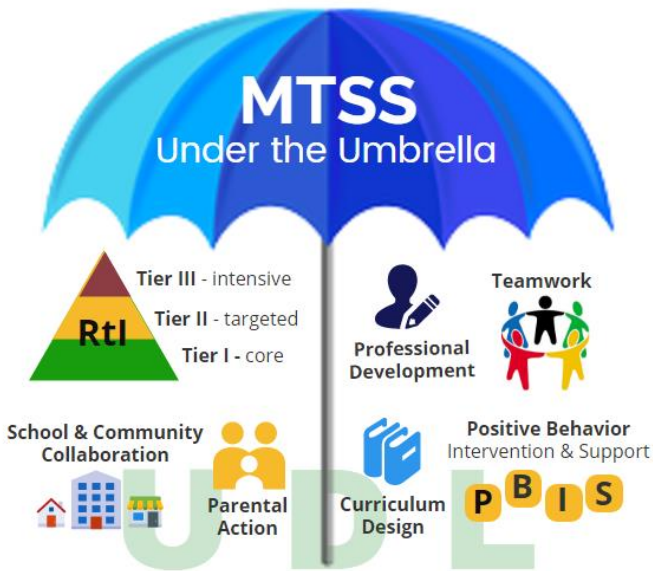 MTSS
Under the Umbrella
RtI
Tier III - intensive
Tier II - targeted
Tier I - core
Professional
Development
Teamwork
School & Community
Collaboration
Parental
Action
Curriculum
Design
Positive Behavior
Intervention & Support
PBIS
UDL